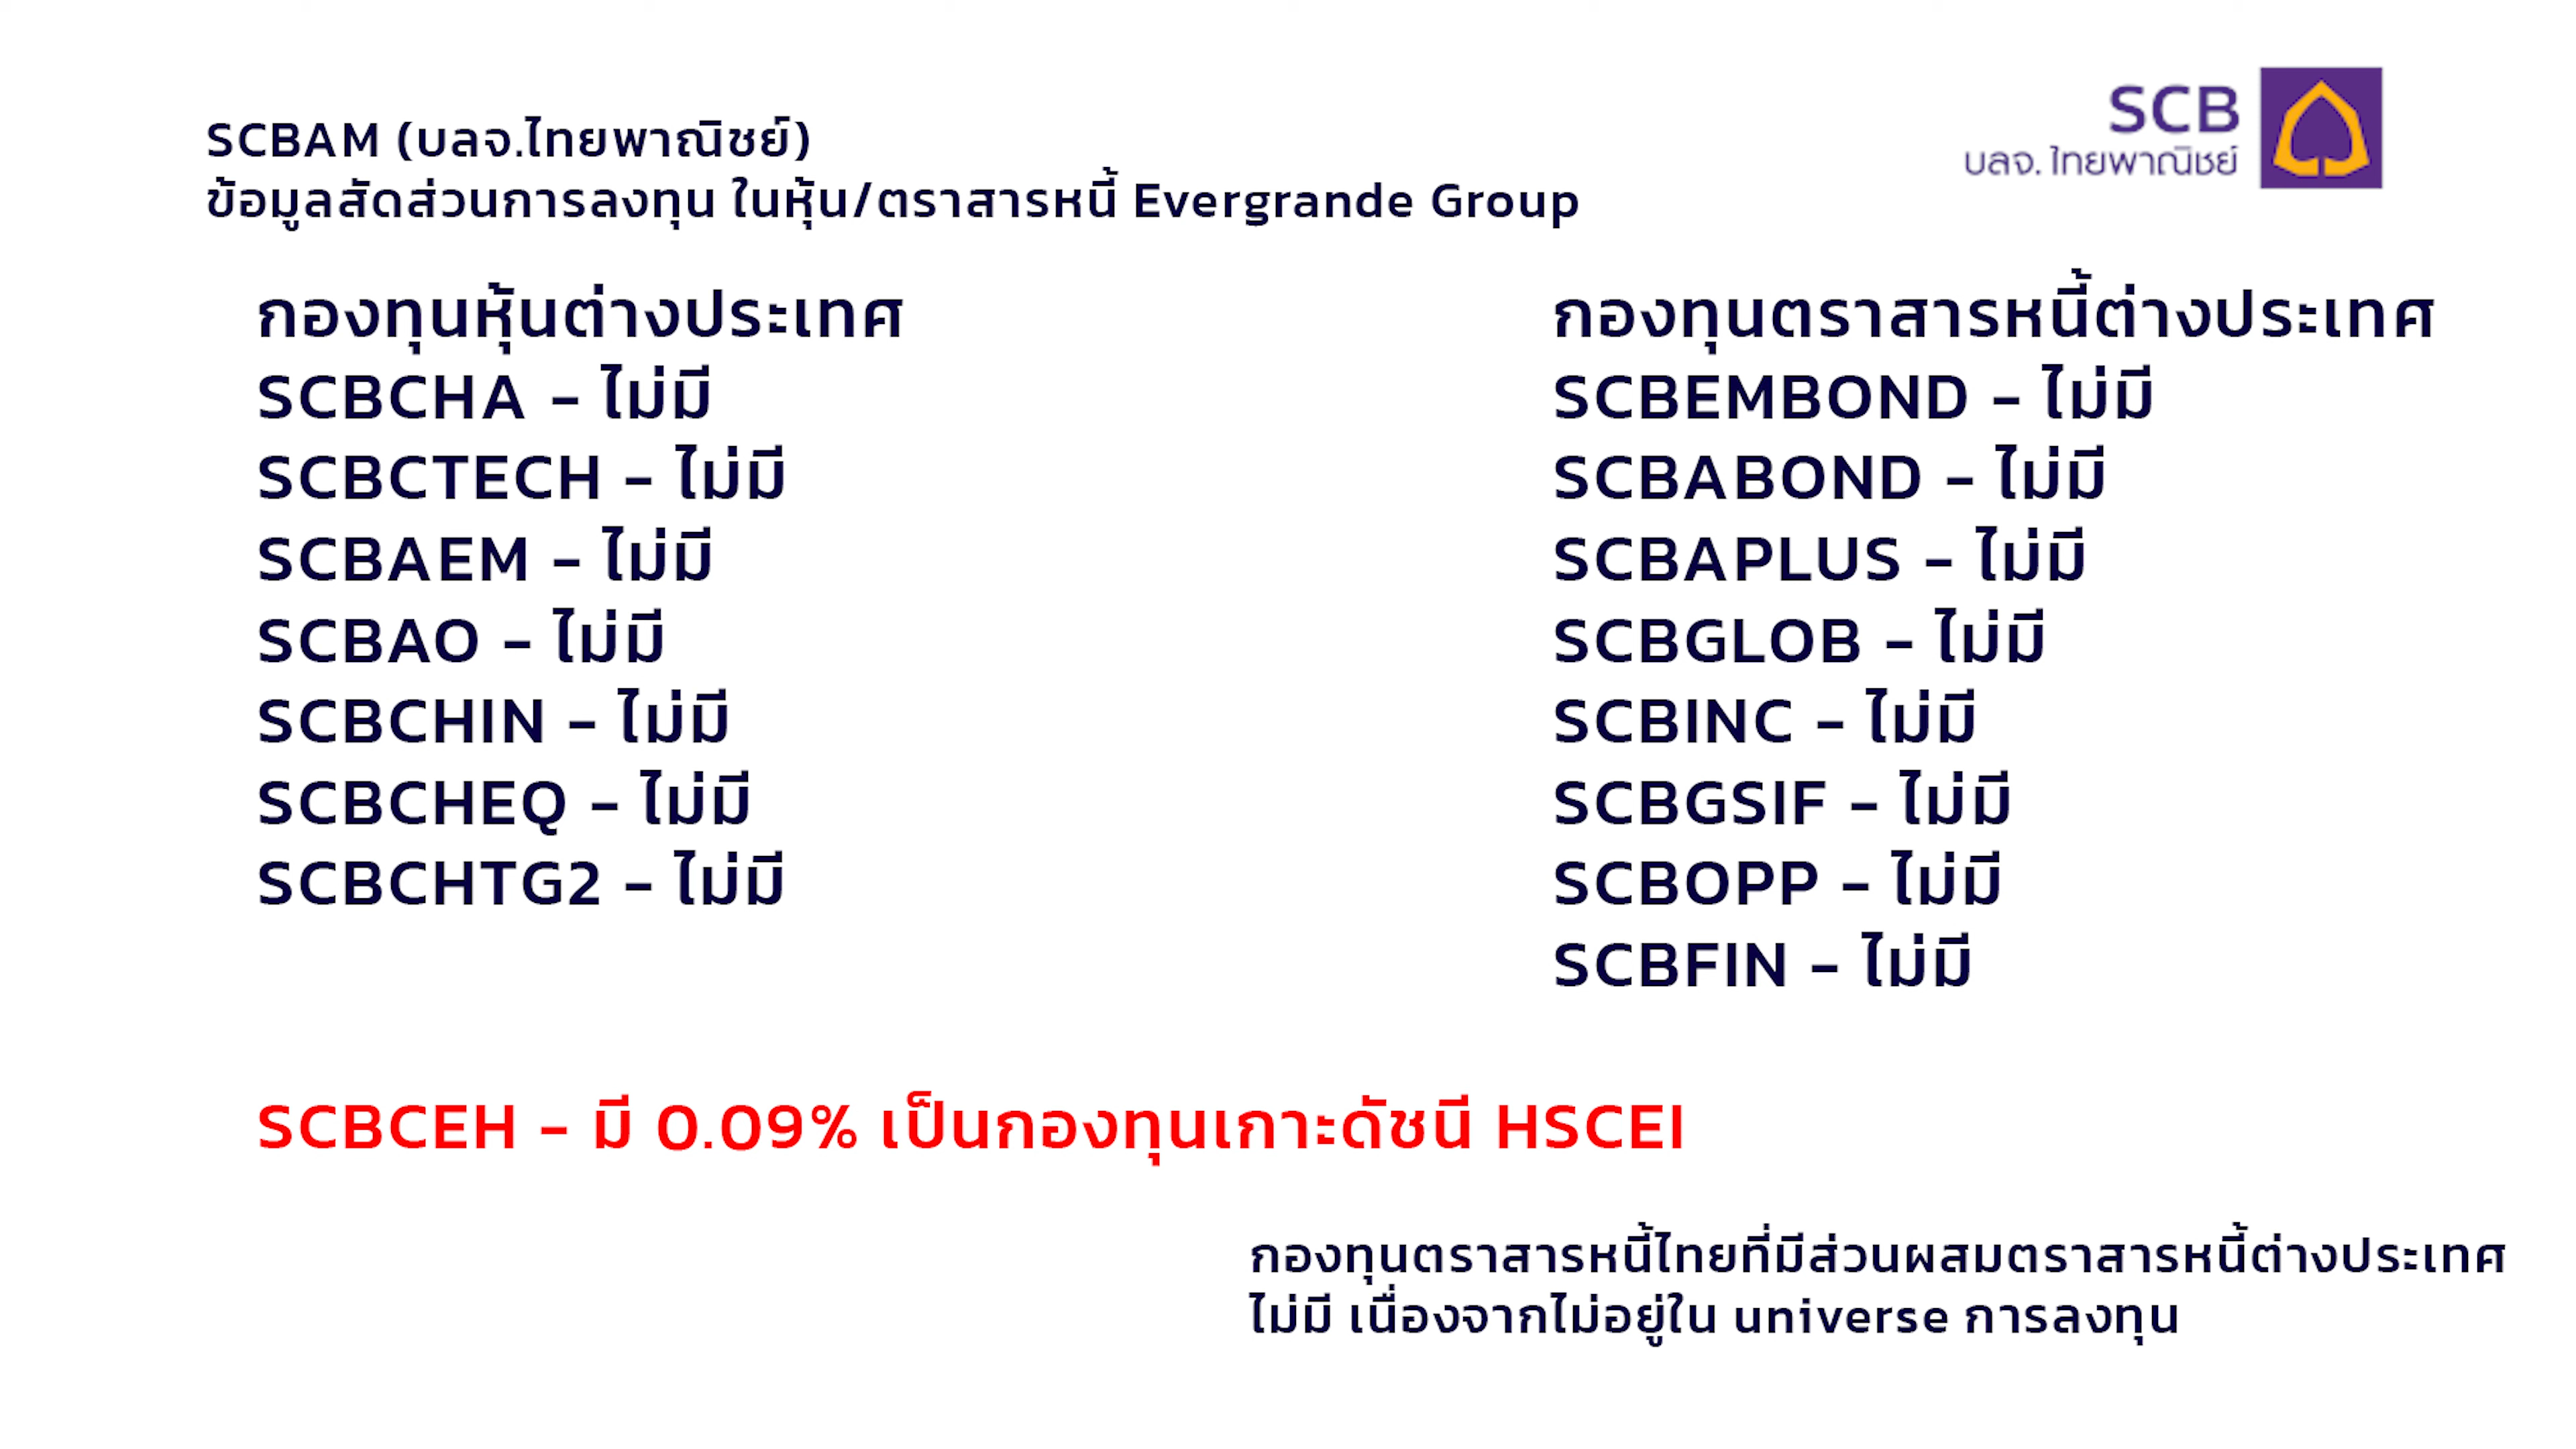 SCB
บลจ. ไทยพาณิชย์
SCBAM (บลจ.ไทยพาณิชย์)
ข้อมูลสัดส่วนการลงทุน ในหุ้น/ตราสารหนี้ Evergrande Group
กองทุนหุ้นต่างประเทศ
SCBCHA - ไม่มี
SCBCTECH - ไม่มี
SCBAEM - ไม่มี
SCBAO - ไม่มี
SCBCHIN - ไม่มี
SCBCHEQ - ไม่มี
SCBCHTG2 - ไม่มี
กองทุนตราสารหนี้ต่างประเทศ
SCBEMBOND - ไม่มี
SCBABOND - ไม่มี
SCBAPLUS - ไม่มี
SCBGLOB - ไม่มี
SCBINC - ไม่มี
SCBGSIF - ไม่มี
SCBOPP - ไม่มี
SCBFIN - ไม่มี
SCBCEH - มี 0.09% เป็นกองทุนเกาะดัชนี HSCEI
กองทุนตราสารหนี้ไทยที่มีส่วนผสมตราสารหนี้ต่างประเทศ
ไม่มี เนื่องจากไม่อยู่ใน universe การลงทุน